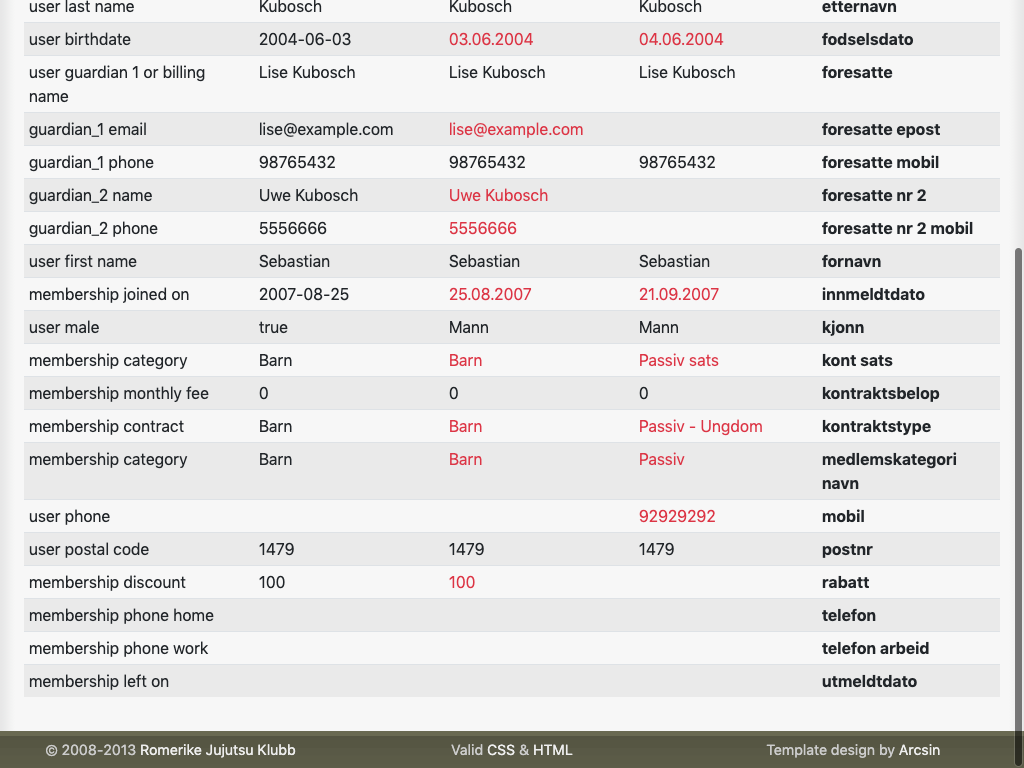 user last name Kubosch Kubosch Kubosch etternavn
user birthdate 2004-06-03 03.06.2004 04.06.2004 fodselsdato
user guardian 1 or billing name Lise Kubosch Lise Kubosch Lise Kubosch foresatte
guardian_1 email lise@example.com lise@example.com foresatte epost
guardian_1 phone 98765432 98765432 98765432 foresatte mobil
guardian_2 name Uwe Kubosch Uwe Kubosch foresatte nr 2
guardian_2 phone 5556666 5556666 foresatte nr 2 mobil
user first name Sebastian Sebastian Sebastian fornavn
membership joined on 2007-08-25 25.08.2007 21.09.2007 innmeldtdato
user male true Mann Mann kjonn
membership category Barn Barn Passiv sats kont sats
membership monthly fee 0 0 0 kontraktsbelop
membership contract Barn Barn Passiv - Ungdom kontraktstype
membership category Barn Barn Passiv medlemskategori navn
user phone 92929292 mobil
user postal code 1479 1479 1479 postnr
membership discount 100 100 rabatt
membership phone home telefon
membership phone work telefon arbeid
membership left on utmeldtdato
© 2008-2013 Romerike Jujutsu Klubb Valid CSS & HTML Template design by Arcsin